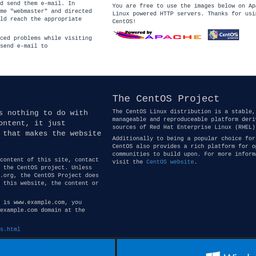 d send them e-mail. In
me "webmaster" and directed
ld reach the appropriate
ced problems while visiting
send e-mail to
You are free to use the images below on Apa
Linux powered HTTP servers. Thanks for usin
CentOS!
Powered by
APACHE
CentOS
s nothing to do with
ontent, it just
that makes the website
content of this site, contact
the CentOS project. Unless
.org, the CentOS Project does
this website, the content or
is www.example.com, you
example.com domain at the
s.html
The CentOS Project
The CentOS Linux distribution is a stable,
manageable and reproduceable platform deri
sources of Red Hat Enterprise Linux (RHEL)
Additionally to being a popular choice for
CentOS also provides a rich platform for op
communities to build upon. For more inform
visit the CentOS website.